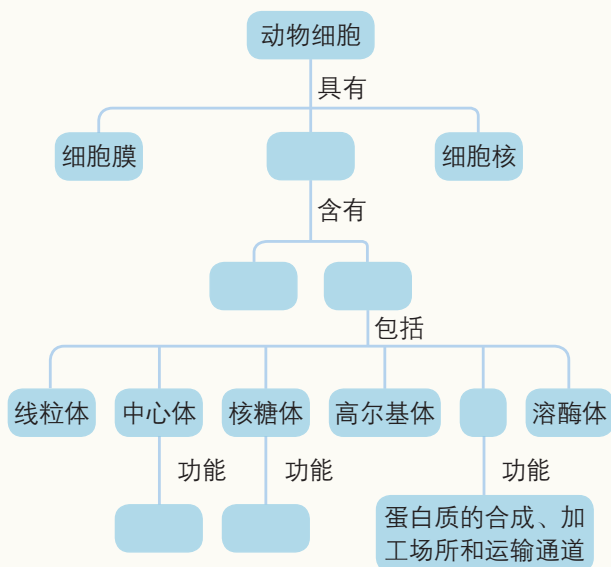 动物细胞
具有
细胞膜
细胞核
含有
包括
线粒体
中心体
核糖体
高尔基体
溶酶体
功能
功能
功能
蛋白质的合成、加
工场所和运输通道